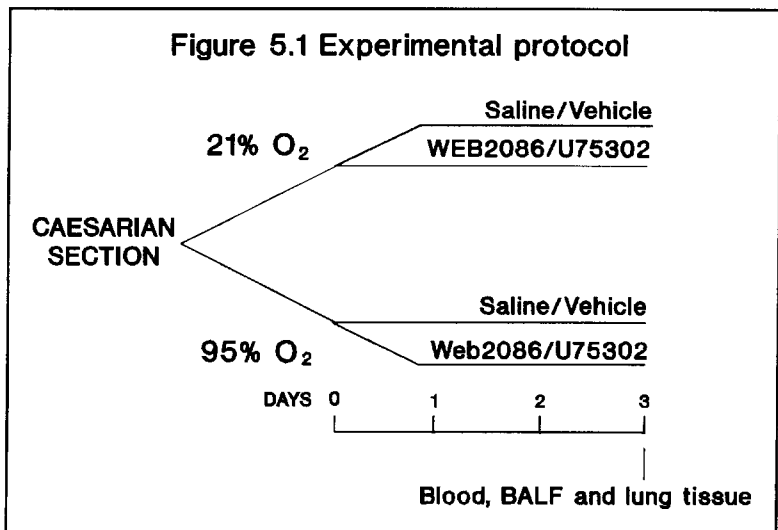 Figure 5.1 Experimental protocol
Saline/Vehicle
21% O₂
WEB2086/U75302
CAESARIAN
SECTION
Saline/Vehicle
95% O₂
Web2086/U75302
DAYS 0 1 2 3
Blood, BALF and lung tissue